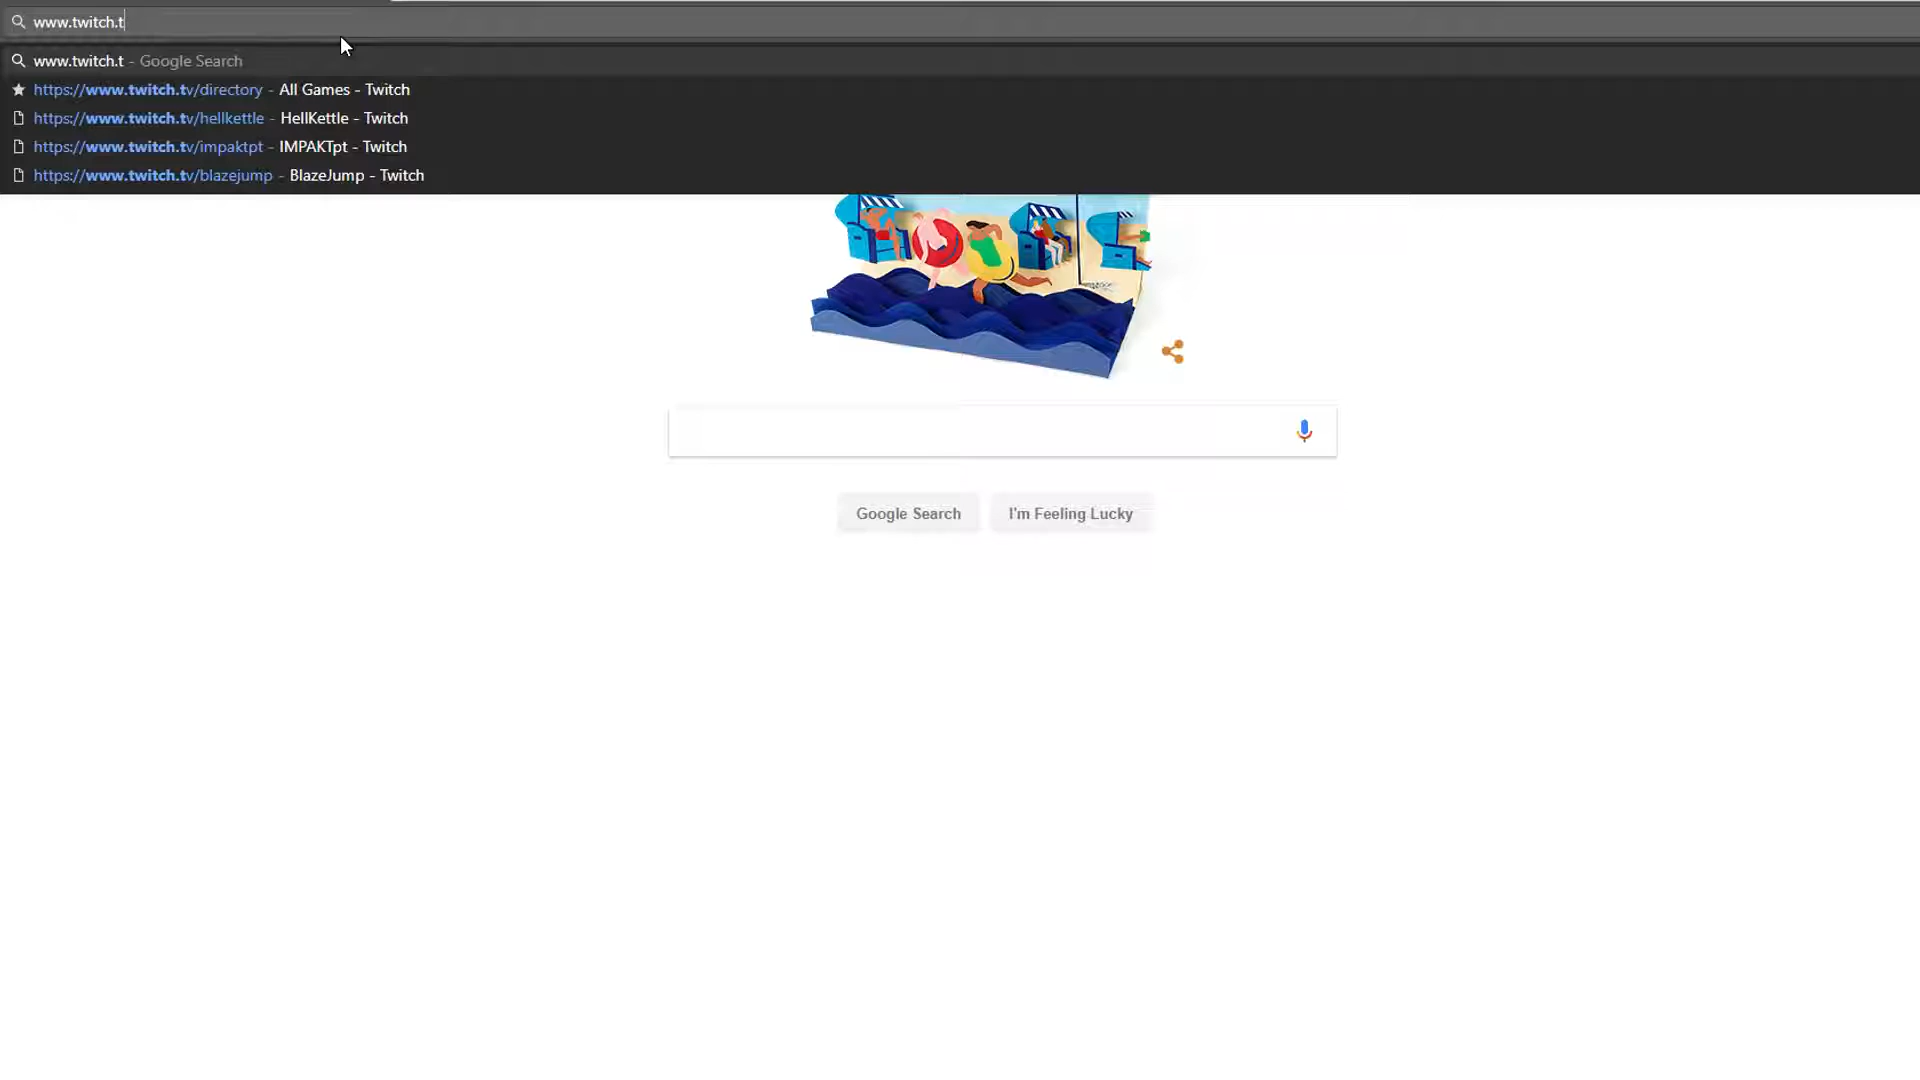 www.twitch.t
www.twitch.t - Google Search
https://www.twitch.tv/directory - All Games - Twitch
https://www.twitch.tv/hellkettle - HellKettle - Twitch
https://www.twitch.tv/impaktpt - IMPAKTpt - Twitch
https://www.twitch.tv/blazejump - BlazeJump - Twitch
Google Search
I'm Feeling Lucky